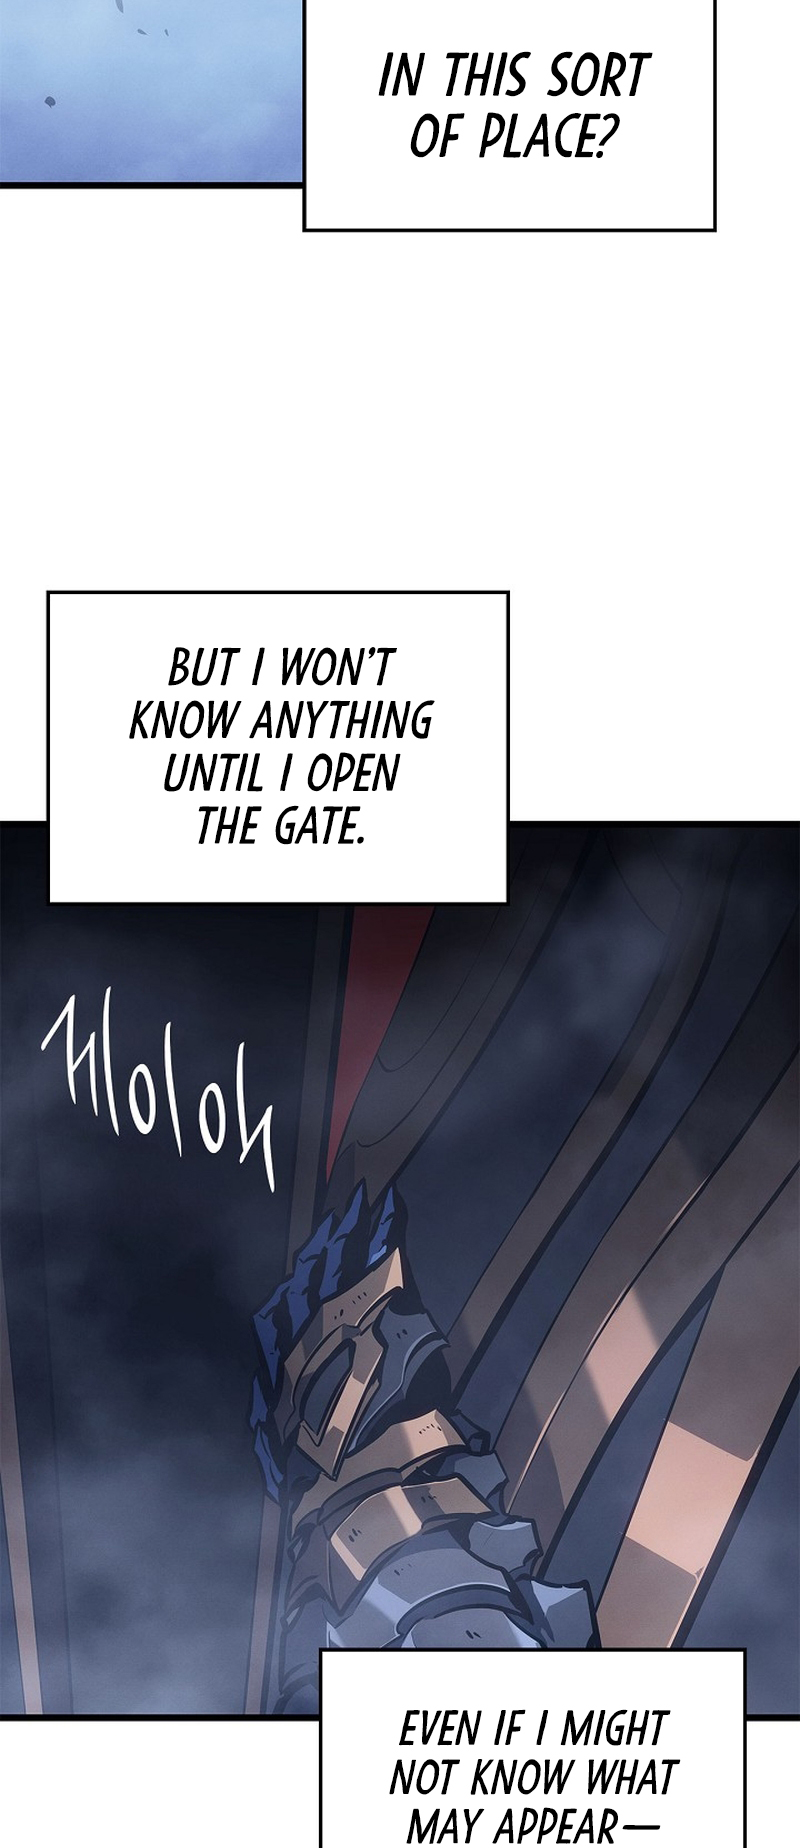 IN THIS SORT
OF PLACE?
BUT I WON'T
KNOW ANYTHING
UNTIL I OPEN
THE GATE.
Hololoh
EVEN IF I MIGHT
NOT KNOW WHAT
MAY APPEAR—